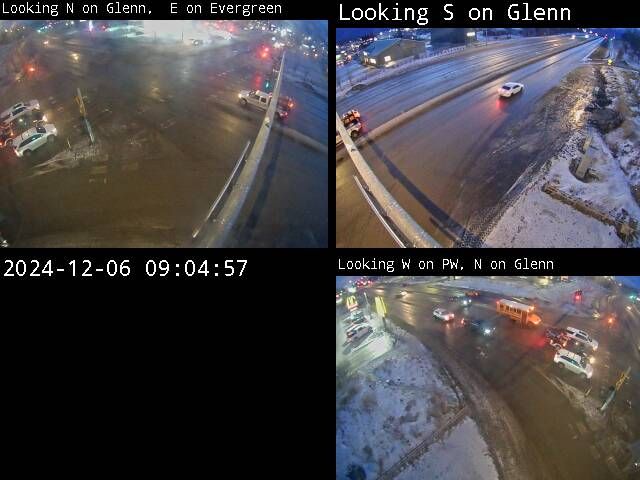 Looking N on Glenn,  E on Evergreen
Looking S on Glenn
2024-12-06 09:04:57
Looking W on PW, N on Glenn